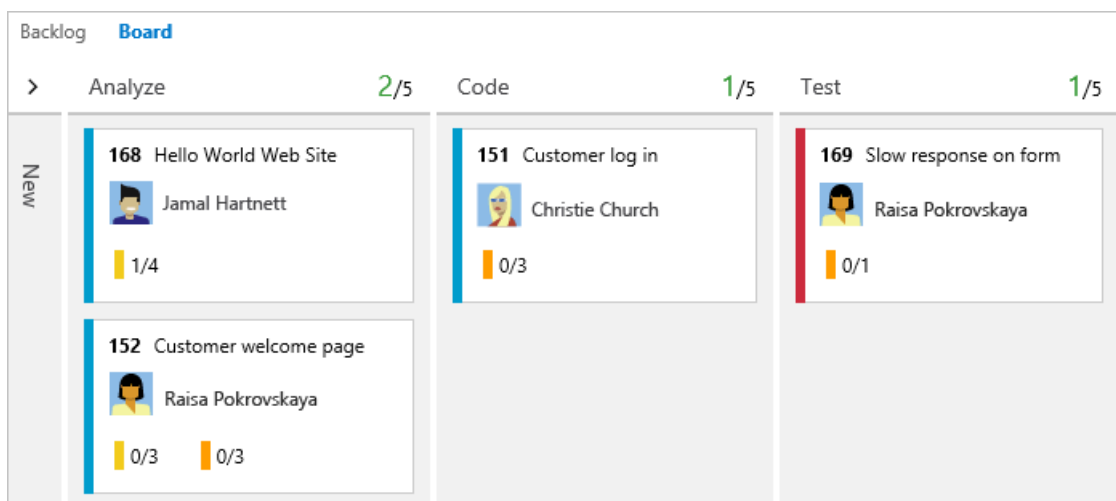 Backlog Board
> Analyze 2/5 Code 1/5 Test 1/5
New
168 Hello World Web Site
Jamal Hartnett
1/4
152 Customer welcome page
Raisa Pokrovskaya
0/3 0/3
151 Customer log in
Christie Church
0/3
169 Slow response on form
Raisa Pokrovskaya
0/1